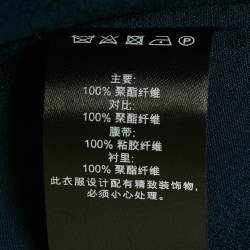 主要:
100% 聚酯纤维
对比:
100% 聚酯纤维
腰带:
100% 粘胶纤维
衬里:
100% 聚酯纤维
此衣服设计配有精致装饰物,
必须小心处理。